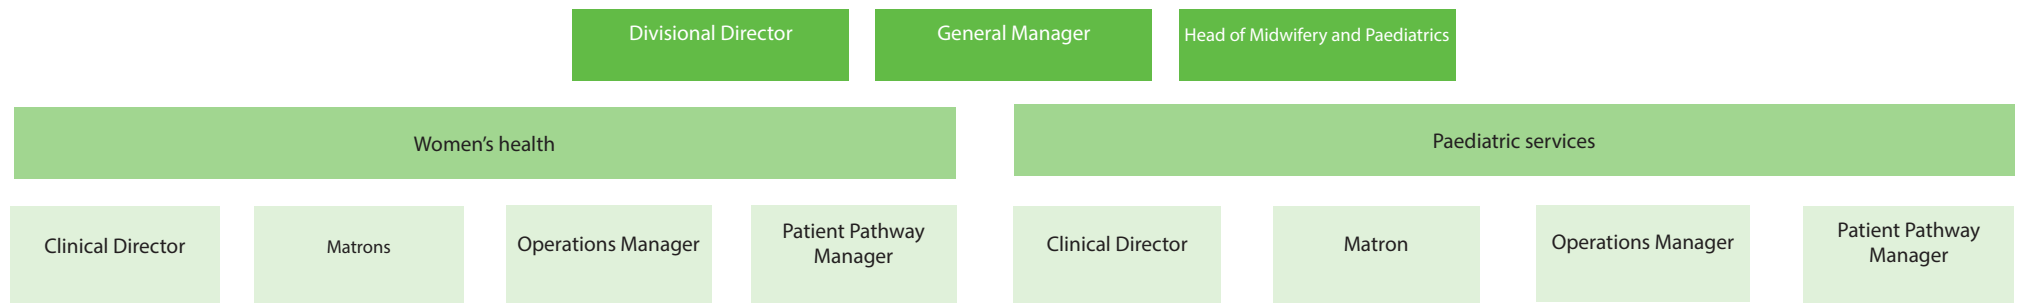 Divisional Director
General Manager
Head of Midwifery and Paediatrics
Women’s health
Paediatric services
Clinical Director
Matrons
Operations Manager
Patient Pathway
Manager
Clinical Director
Matron
Operations Manager
Patient Pathway
Manager